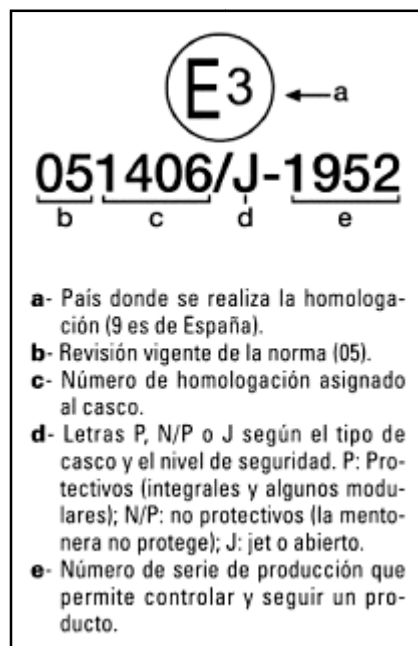 E3 a
051406/J-1952
b c d e
a- País donde se realiza la homologa-
ción (9 es de España).
b- Revisión vigente de la norma (05).
c- Número de homologación asignado
al casco.
d- Letras P, N/P o J según el tipo de
casco y el nivel de seguridad. P: Pro-
tectivos (integrales y algunos modu-
lares); N/P: no protectivos (la mento-
nera no protege); J: jet o abierto.
e- Número de serie de producción que
permite controlar y seguir un pro-
ducto.